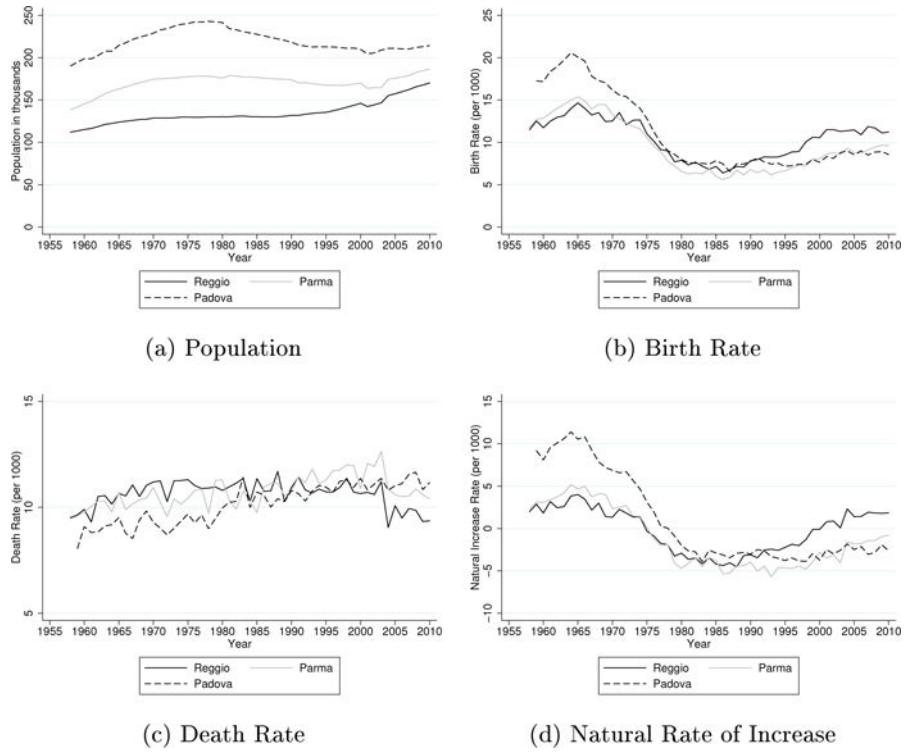 Population in thousands
250
200
150
100
50
0
1955 1960 1965 1970 1975 1980 1985 1990 1995 2000 2005 2010
Year
Reggio Parma
Padova
(a) Population
Birth Rate (per 1000)
25
20
15
10
5
0
1955 1960 1965 1970 1975 1980 1985 1990 1995 2000 2005 2010
Year
Reggio Parma
Padova
(b) Birth Rate
Death Rate (per 1000)
15
10
5
1955 1960 1965 1970 1975 1980 1985 1990 1995 2000 2005 2010
Year
Reggio Parma
Padova
(c) Death Rate
Natural Increase Rate (per 1000)
15
10
5
0
-5
-10
1955 1960 1965 1970 1975 1980 1985 1990 1995 2000 2005 2010
Year
Reggio Parma
Padova
(d) Natural Rate of Increase